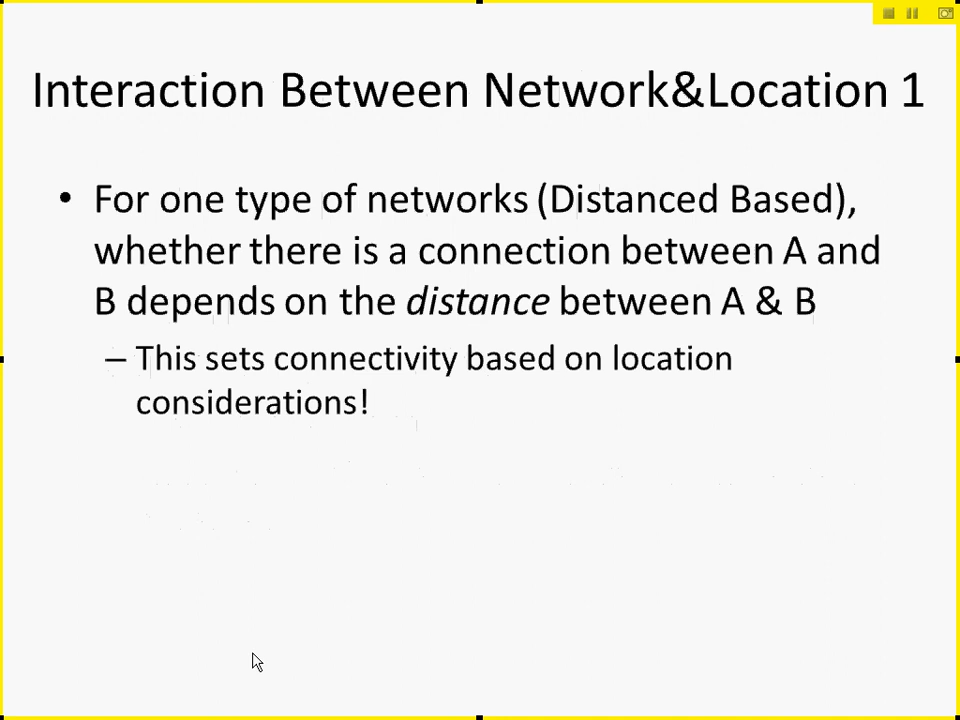 Interaction Between Network&Location 1
• For one type of networks (Distanced Based),
whether there is a connection between A and
B depends on the distance between A & B
– This sets connectivity based on location
considerations!